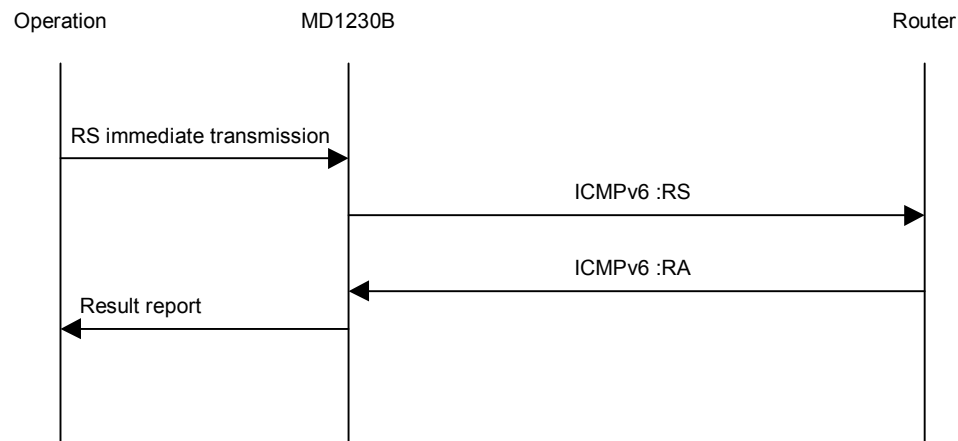 Operation
MD1230B
Router
RS immediate transmission
ICMPv6 :RS
ICMPv6 :RA
Result report